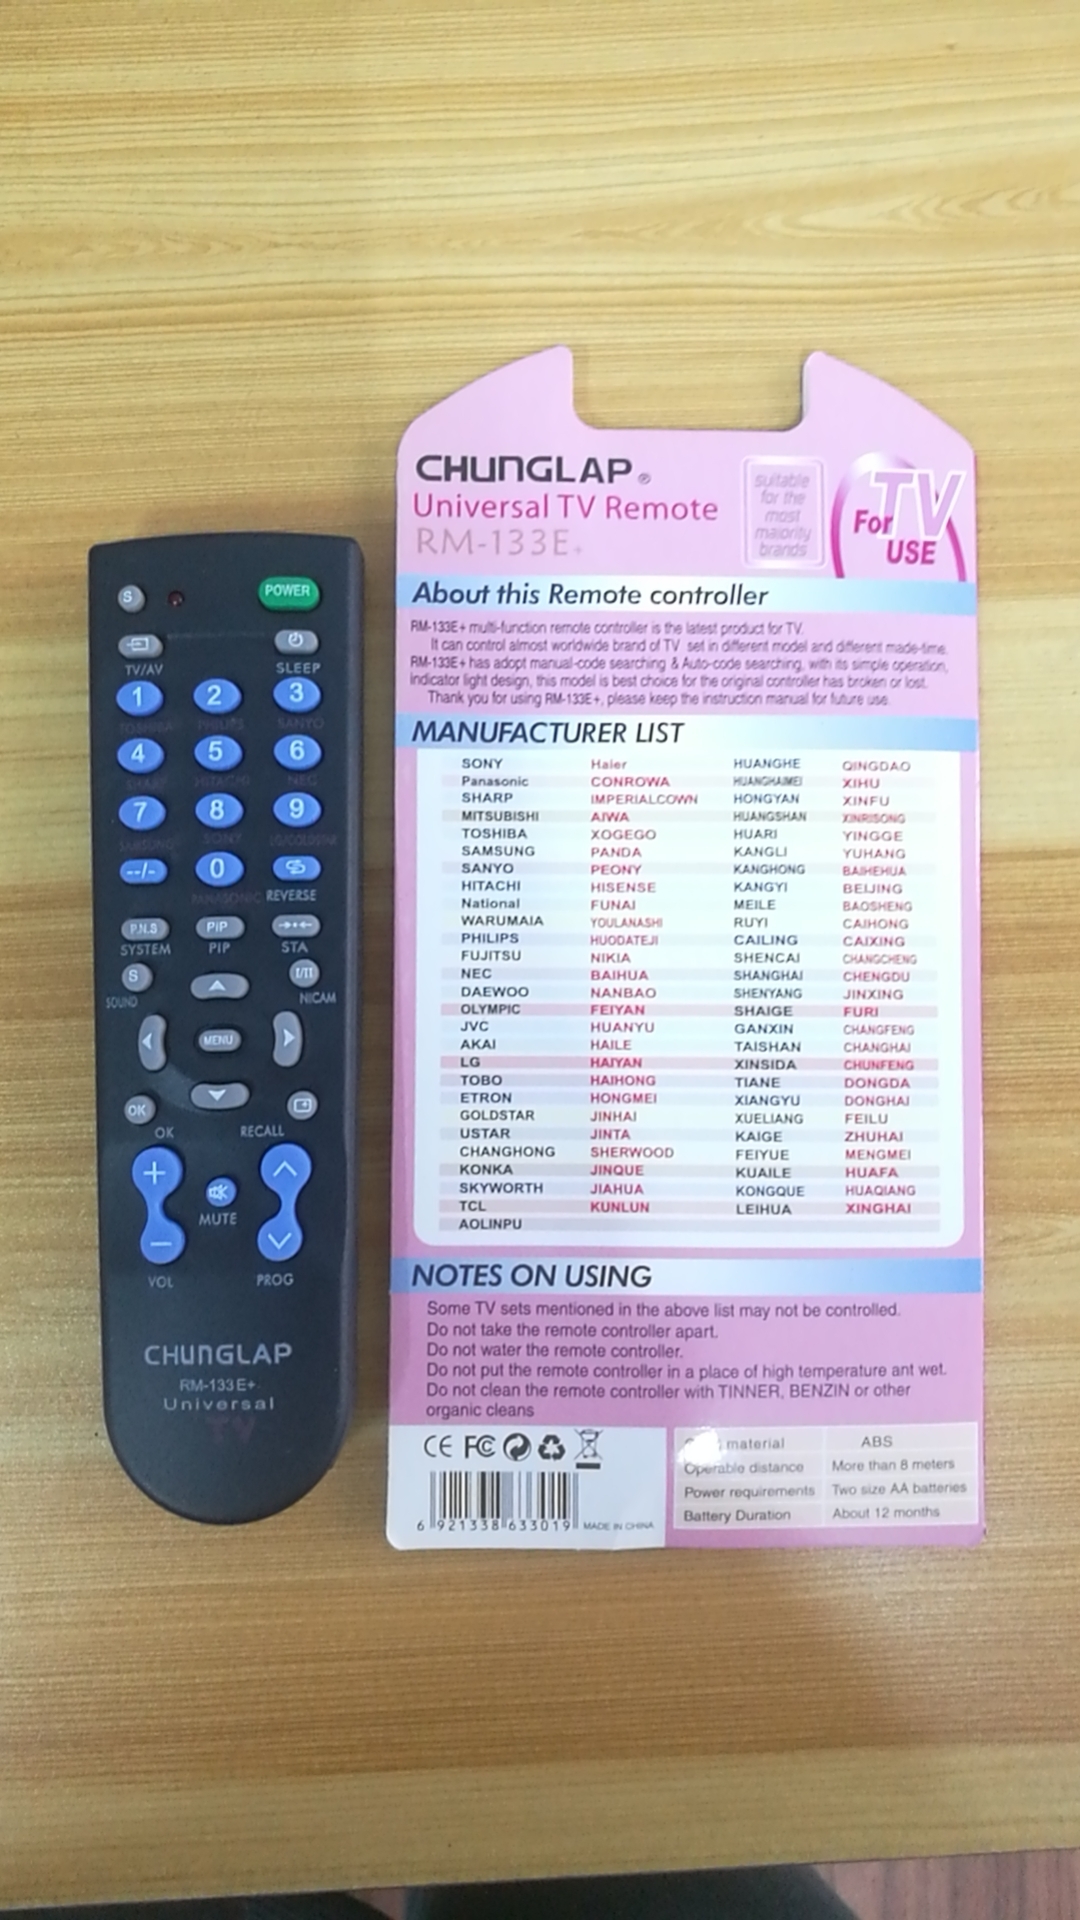 S
POWER
TV/AV
SLEEP
1 2 3
TOSHIBA PHILIPS SANYO
4 5 6
SHARP HITACHI NEC
7 8 9
SAMSUNG SONY LG/GOLDSTAR
--/- 0
PANASONIC REVERSE
P.N.S PIP
SYSTEM PIP STA
S I/II
SOUND NICAM
MENU
OK
OK RECALL
+
MUTE
−
VOL PROG
CHUNGLAP
RM-133E+
Universal
TV
CHUNGLAP®
Universal TV Remote
RM-133E+
suitable
for the
most
maiority
brands
For TV
USE
About this Remote controller
RM-133E+ multi-function remote controller is the latest product for TV.
It can control almost worldwide brand of TV set in different model and different made-time.
RM-133E+ has adopt manual-code searching & Auto-code searching, with its simple operation,
Indicator light design, this model is best choice for the original controller has broken or lost.
Thank you for using RM-133E+, please keep the instruction manual for future use.
MANUFACTURER LIST
SONY Haier HUANGHE QINGDAO
Panasonic CONROWA HUANGHAIMEI XIHU
SHARP IMPERIALCOWN HONGYAN XINFU
MITSUBISHI AIWA HUANGSHAN XINRISONG
TOSHIBA XOGEGO HUARI YINGGE
SAMSUNG PANDA KANGLI YUHANG
SANYO PEONY KANGHONG BAIHEHUA
HITACHI HISENSE KANGYI BEIJING
National FUNAI MEILE BAOSHENG
WARUMAIA YOULANASHI RUYI CAIHONG
PHILIPS HUODATEJI CAILING CAIXING
FUJITSU NIKIA SHENCAI CHANGCHENG
NEC BAIHUA SHANGHAI CHENGDU
DAEWOO NANBAO SHENYANG JINXING
OLYMPIC FEIYAN SHAIGE FURI
JVC HUANYU GANXIN CHANGFENG
AKAI HAILE TAISHAN CHANGHAI
LG HAIYAN XINSIDA CHUNFENG
TOBO HAIHONG TIANE DONGDA
ETRON HONGMEI XIANGYU DONGHAI
GOLDSTAR JINHAI XUELIANG FEILU
USTAR JINTA KAIGE ZHUHAI
CHANGHONG SHERWOOD FEIYUE MENGMEI
KONKA JINQUE KUAILE HUAFA
SKYWORTH JIAHUA KONGQUE HUAQIANG
TCL KUNLUN LEIHUA XINGHAI
AOLINPU
NOTES ON USING
Some TV sets mentioned in the above list may not be controlled.
Do not take the remote controller apart.
Do not water the remote controller.
Do not put the remote controller in a place of high temperature ant wet.
Do not clean the remote controller with TINNER, BENZIN or other
organic cleans
CE FC
6 921338 633019 MADE IN CHINA
material ABS
Operable distance More than 8 meters
Power requirements Two size AA batteries
Battery Duration About 12 months